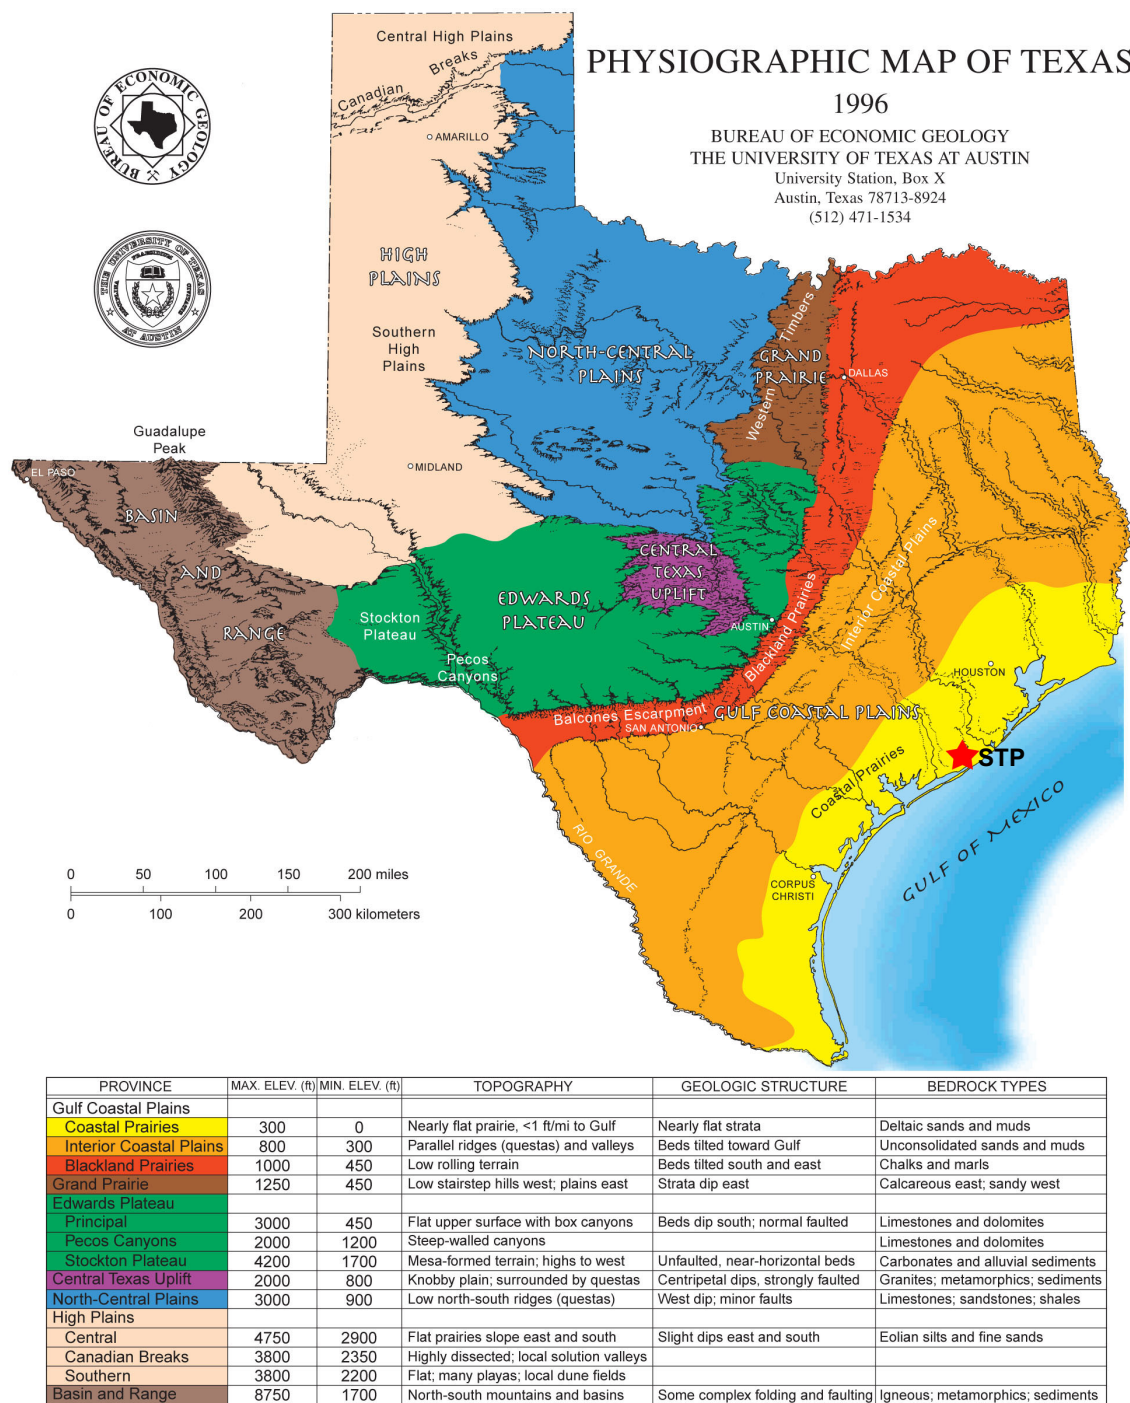 PHYSIOGRAPHIC MAP OF TEXAS
1996
BUREAU OF ECONOMIC GEOLOGY
THE UNIVERSITY OF TEXAS AT AUSTIN
University Station, Box X
Austin, Texas 78713-8924
(512) 471-1534
BUREAU OF ECONOMIC GEOLOGY
THE UNIVERSITY OF TEXAS
AT AUSTIN
Central High Plains
Canadian Breaks
AMARILLO
HIGH
PLAINS
Southern
High
Plains
NORTH-CENTRAL
PLAINS
Western Timbers
GRAND
PRAIRIE
DALLAS
Guadalupe
Peak
EL PASO
MIDLAND
BASIN
AND
RANGE
CENTRAL
TEXAS
UPLIFT
EDWARDS
PLATEAU
Stockton
Plateau
Pecos
Canyons
AUSTIN
Blackland Prairies
Interior Coastal Plains
HOUSTON
Balcones Escarpment
SAN ANTONIO
GULF COASTAL PLAINS
STP
Coastal Prairies
GULF OF MEXICO
RIO GRANDE
CORPUS
CHRISTI
0 50 100 150 200 miles
0 100 200 300 kilometers
PROVINCE MAX. ELEV. (ft) MIN. ELEV. (ft) TOPOGRAPHY GEOLOGIC STRUCTURE BEDROCK TYPES
Gulf Coastal Plains
Coastal Prairies 300 0 Nearly flat prairie, <1 ft/mi to Gulf Nearly flat strata Deltaic sands and muds
Interior Coastal Plains 800 300 Parallel ridges (questas) and valleys Beds tilted toward Gulf Unconsolidated sands and muds
Blackland Prairies 1000 450 Low rolling terrain Beds tilted south and east Chalks and marls
Grand Prairie 1250 450 Low stairstep hills west; plains east Strata dip east Calcareous east; sandy west
Edwards Plateau
Principal 3000 450 Flat upper surface with box canyons Beds dip south; normal faulted Limestones and dolomites
Pecos Canyons 2000 1200 Steep-walled canyons Limestones and dolomites
Stockton Plateau 4200 1700 Mesa-formed terrain; highs to west Unfaulted, near-horizontal beds Carbonates and alluvial sediments
Central Texas Uplift 2000 800 Knobby plain; surrounded by questas Centripetal dips, strongly faulted Granites; metamorphics; sediments
North-Central Plains 3000 900 Low north-south ridges (questas) West dip; minor faults Limestones; sandstones; shales
High Plains
Central 4750 2900 Flat prairies slope east and south Slight dips east and south Eolian silts and fine sands
Canadian Breaks 3800 2350 Highly dissected; local solution valleys
Southern 3800 2200 Flat; many playas; local dune fields
Basin and Range 8750 1700 North-south mountains and basins Some complex folding and faulting Igneous; metamorphics; sediments